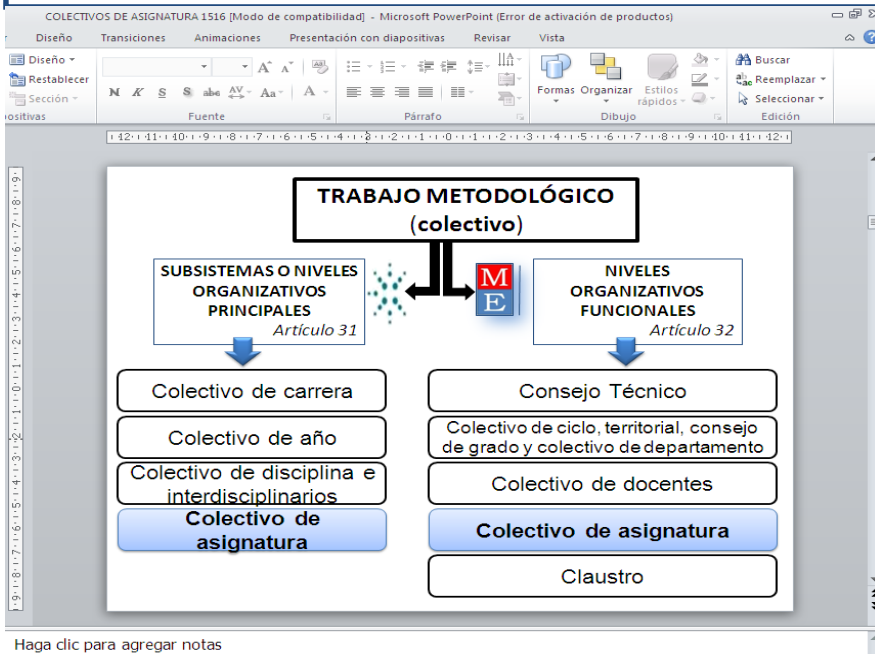 COLECTIVOS DE ASIGNATURA 1516 [Modo de compatibilidad] - Microsoft PowerPoint (Error de activación de productos)
Diseño Transiciones Animaciones Presentación con diapositivas Revisar Vista
Diseño
Restablecer
Sección
Formas Organizar Estilos rápidos
Buscar
Reemplazar
Seleccionar
Fuente Párrafo Dibujo Edición
TRABAJO METODOLÓGICO
(colectivo)
SUBSISTEMAS O NIVELES
ORGANIZATIVOS
PRINCIPALES
Artículo 31
M
E
NIVELES
ORGANIZATIVOS
FUNCIONALES
Artículo 32
Colectivo de carrera
Colectivo de año
Colectivo de disciplina e
interdisciplinarios
Colectivo de
asignatura
Consejo Técnico
Colectivo de ciclo, territorial, consejo
de grado y colectivo de departamento
Colectivo de docentes
Colectivo de asignatura
Claustro
Haga clic para agregar notas